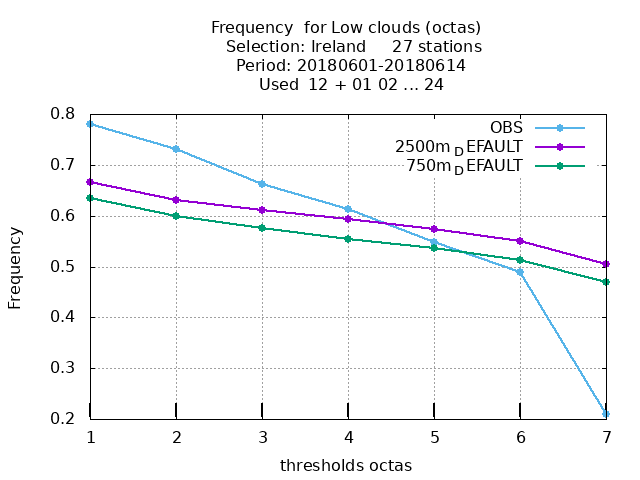 Frequency  for Low clouds (octas)
Selection: Ireland     27 stations
Period: 20180601-20180614
Used  12 + 01 02 ... 24
OBS
2500m_DEFAULT
750m_DEFAULT
0.8
0.7
0.6
0.5
0.4
0.3
0.2
Frequency
1 2 3 4 5 6 7
thresholds octas